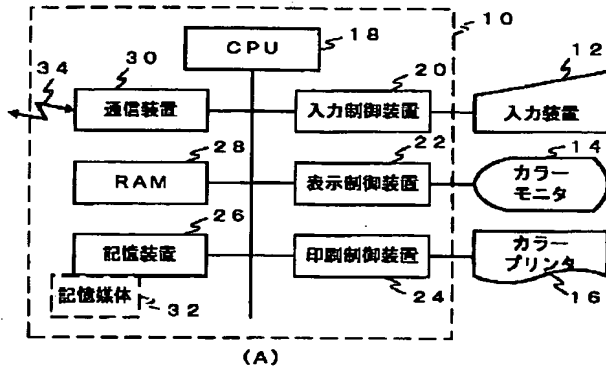 CPU
18
10
34
30
通信装置
20
入力制御装置
12
入力装置
28
RAM
22
表示制御装置
14
カラー
モニタ
26
記憶装置
印刷制御装置
24
カラー
プリンタ
16
記憶媒体
32
(A)